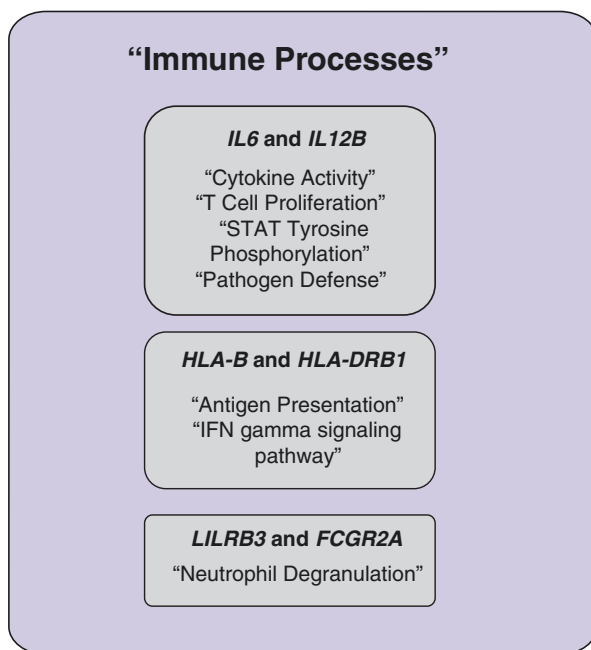 “Immune Processes”
IL6 and IL12B
“Cytokine Activity”
“T Cell Proliferation”
“STAT Tyrosine
Phosphorylation”
“Pathogen Defense”
HLA-B and HLA-DRB1
“Antigen Presentation”
“IFN gamma signaling
pathway”
LILRB3 and FCGR2A
“Neutrophil Degranulation”